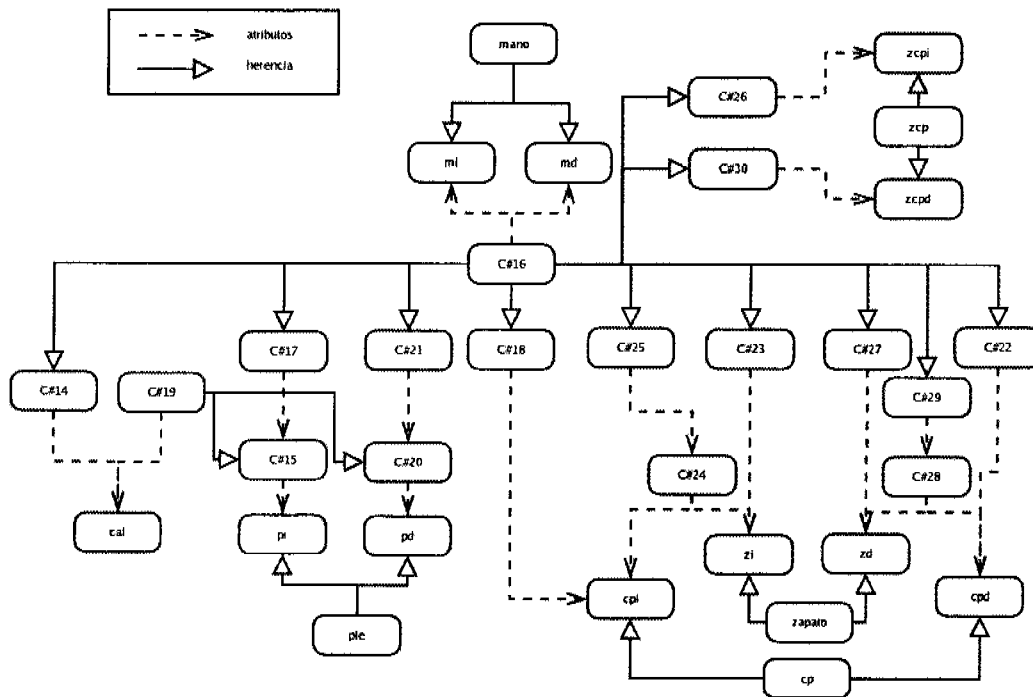 atributos
herencia
mano
zcpi
C#26
zcp
mi
md
C#30
zcpd
C#16
C#17
C#21
C#18
C#25
C#23
C#27
C#22
C#14
C#19
C#29
C#15
C#20
C#24
C#28
cal
pi
pd
zi
zd
cpi
cpd
pie
zapato
cp